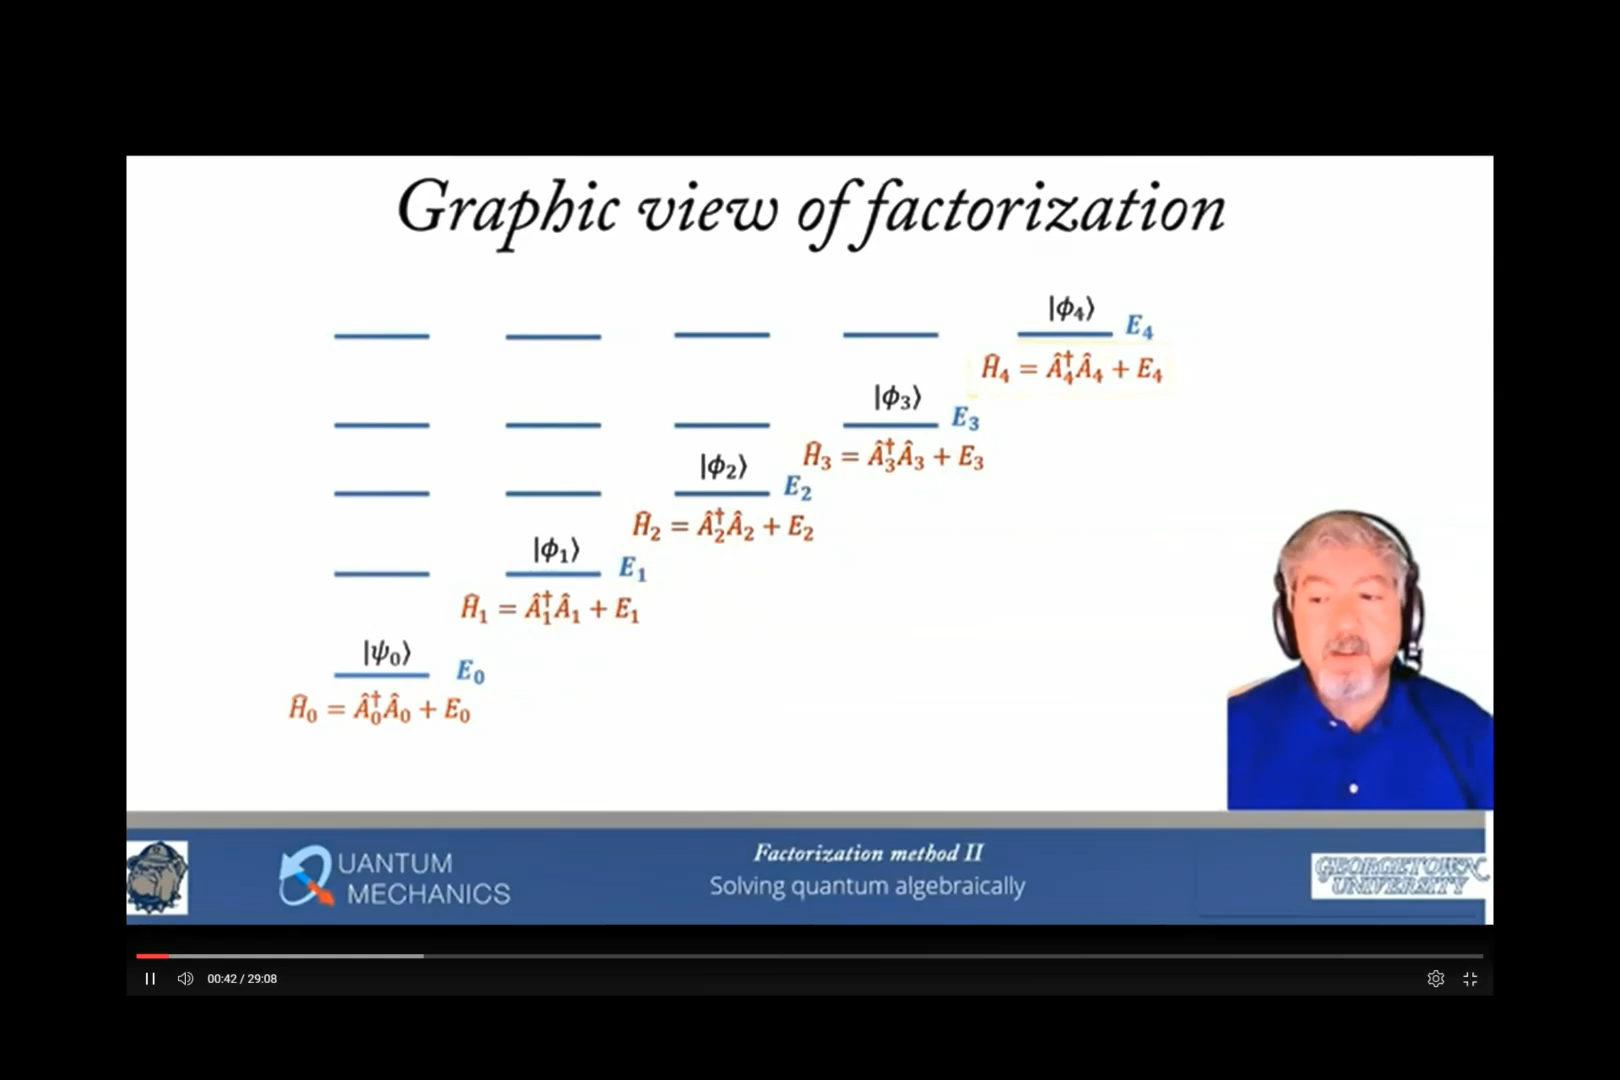 Graphic view of factorization
|ϕ₄⟩
E₄
Ĥ₄ = Â₄†Â₄ + E₄
|ϕ₃⟩
E₃
Ĥ₃ = Â₃†Â₃ + E₃
|ϕ₂⟩
E₂
Ĥ₂ = Â₂†Â₂ + E₂
|ϕ₁⟩
E₁
Ĥ₁ = Â₁†Â₁ + E₁
|ψ₀⟩
E₀
Ĥ₀ = Â₀†Â₀ + E₀
UANTUM
MECHANICS
Factorization method II
Solving quantum algebraically
GEORGETOWN
UNIVERSITY
00:42 / 29:08